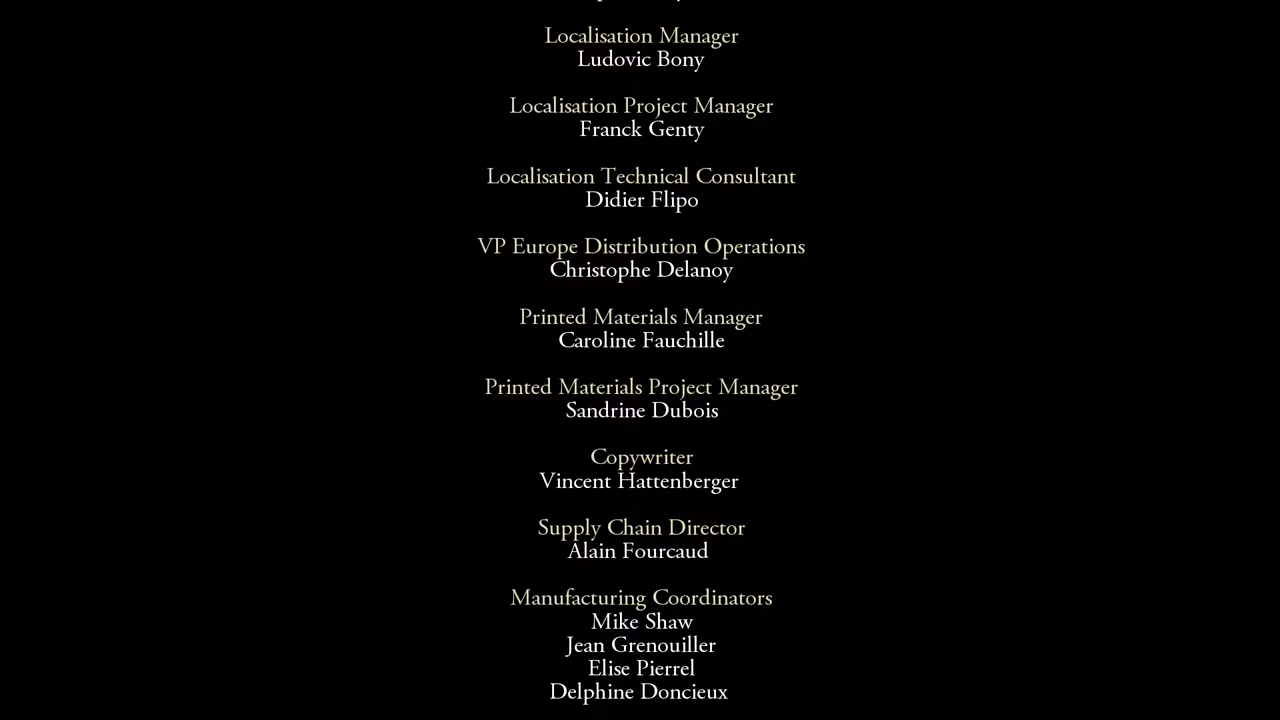 Localisation Manager
Ludovic Bony
Localisation Project Manager
Franck Genty
Localisation Technical Consultant
Didier Flipo
VP Europe Distribution Operations
Christophe Delanoy
Printed Materials Manager
Caroline Fauchille
Printed Materials Project Manager
Sandrine Dubois
Copywriter
Vincent Hattenberger
Supply Chain Director
Alain Fourcaud
Manufacturing Coordinators
Mike Shaw
Jean Grenouiller
Elise Pierrel
Delphine Doncieux